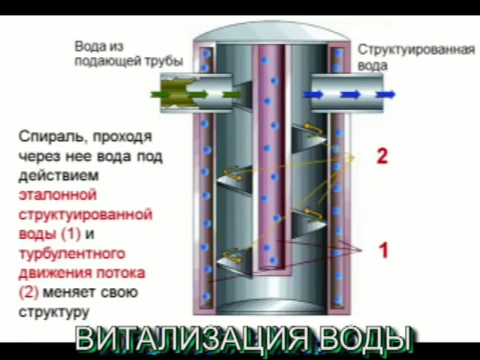 Вода из
подающей трубы
Структуированная
вода
Спираль, проходя
через нее вода под
действием
эталонной
структуированной
воды (1) и
турбулентного
движения потока
(2) меняет свою
структуру
2
1
ВИТАЛИЗАЦИЯ ВОДЫ